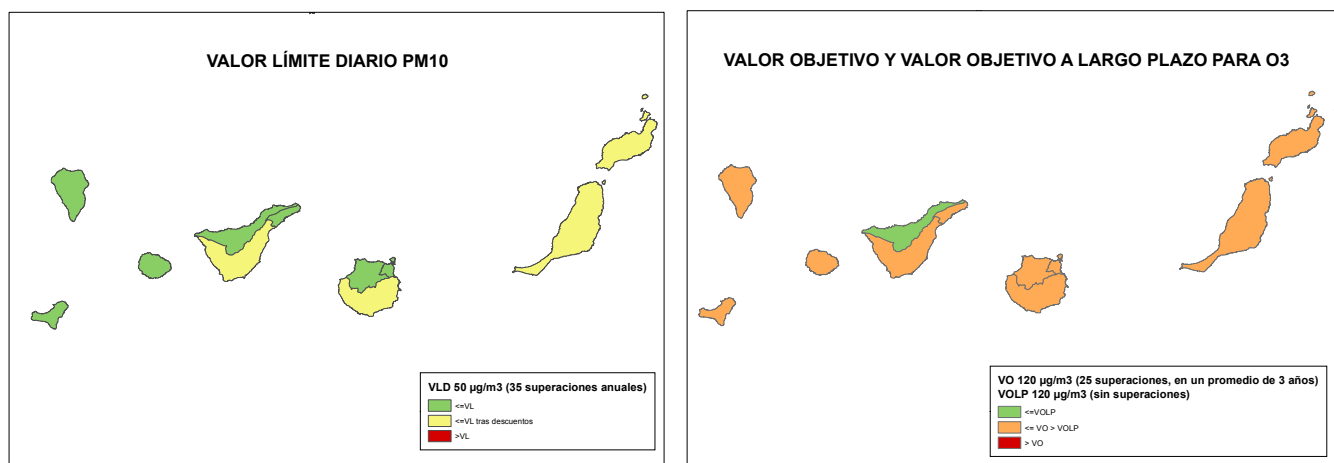 VALOR LÍMITE DIARIO PM10
VLD 50 µg/m3 (35 superaciones anuales)
<=VL
<=VL tras descuentos
>VL
VALOR OBJETIVO Y VALOR OBJETIVO A LARGO PLAZO PARA O3
VO 120 µg/m3 (25 superaciones, en un promedio de 3 años)
VOLP 120 µg/m3 (sin superaciones)
<=VOLP
<= VO > VOLP
> VO